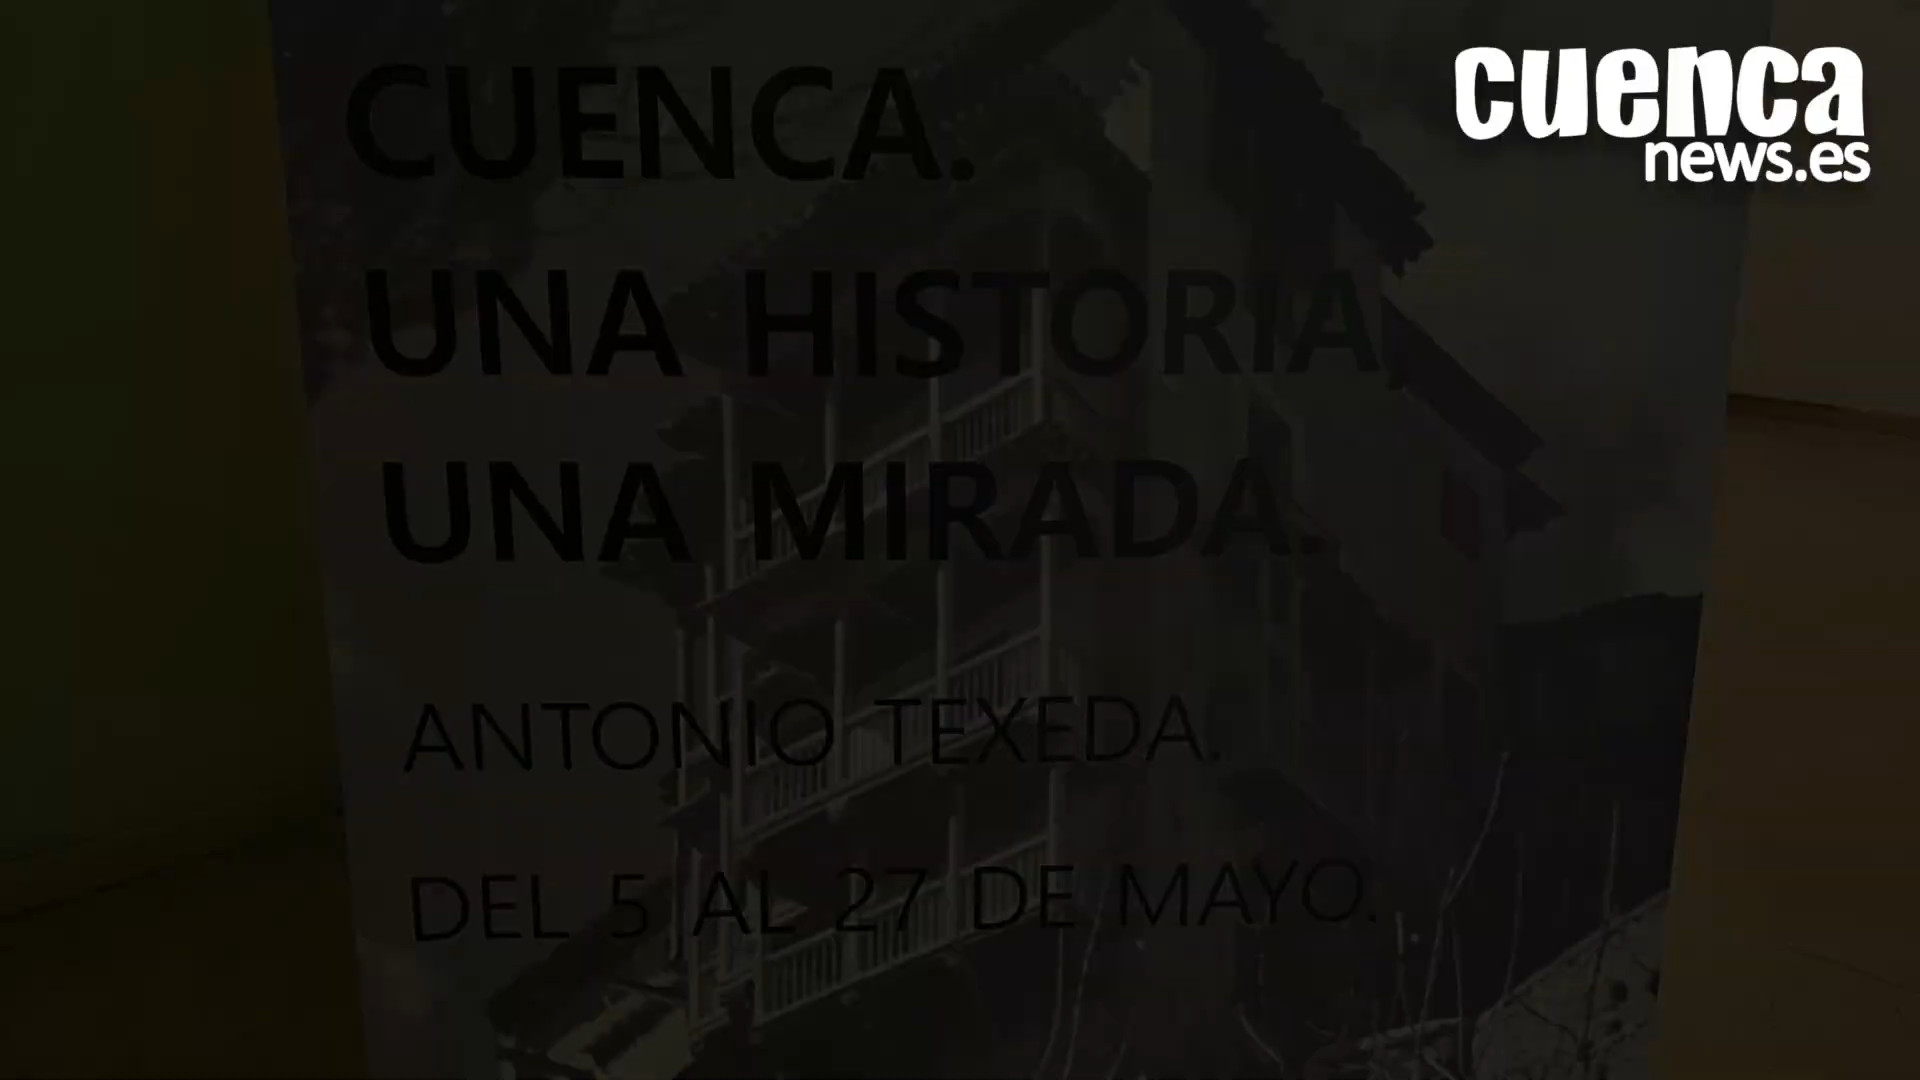 CUENCA.
UNA HISTORIA,
UNA MIRADA.
ANTONIO TEXEDA.
DEL 5 AL 27 DE MAYO.
cuenca
news.es